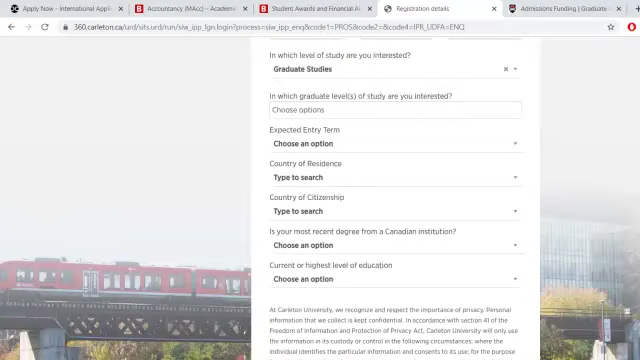 Apply Now - International Applic
Accountancy (MAcc) – Academi
Student Awards and Financial Ai
Registration details
Admissions Funding | Graduate
360.carleton.ca/urd/sits.urd/run/siw_ipp_lgn.login?process=siw_ipp_enq&code1=PROS&code2=&code4=IPR_UDFA=ENQ
In which level of study are you interested?
Graduate Studies
In which graduate level(s) of study are you interested?
Choose options
Expected Entry Term
Choose an option
Country of Residence
Type to search
Country of Citizenship
Type to search
Is your most recent degree from a Canadian institution?
Choose an option
Current or highest level of education
Choose an option
At Carleton University, we recognize and respect the importance of privacy. Personal
information that we collect is kept confidential. In accordance with section 41 of the
Freedom of Information and Protection of Privacy Act, Carleton University will only use
the information in its custody or control in the following circumstances: where the
individual identifies the particular information and consents to its use; for the purpose